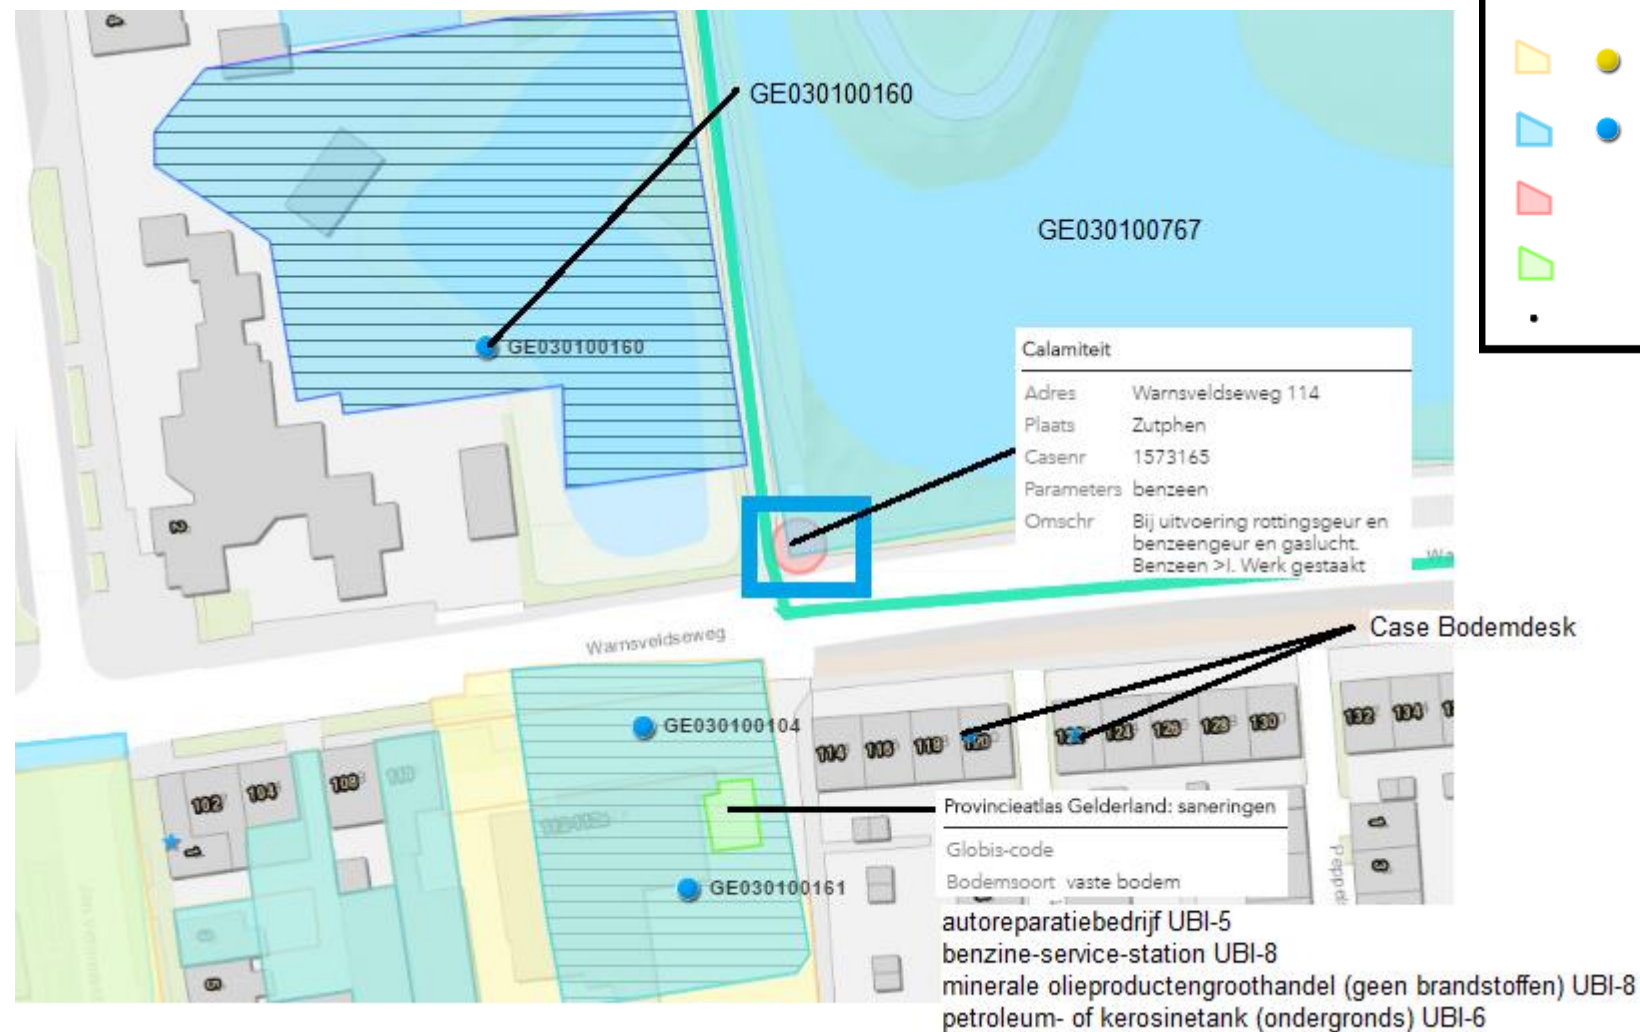 GE030100160
GE030100767
GE030100160
Calamiteit
Adres Warnsveldseweg 114
Plaats Zutphen
Casenr 1573165
Parameters benzeen
Omschr Bij uitvoering rottingsgeur en
benzeengeur en gaslucht.
Benzeen >I. Werk gestaakt
Wa
2
Warnsveldseweg
Case Bodemdesk
GE030100104
114 116 118 120
124 126 128 130
132 134
102 104 108
Provincieatlas Gelderland: saneringen
Globis-code
Bodemsoort vaste bodem
GE030100161
autoreparatiebedrijf UBI-5
benzine-service-station UBI-8
minerale olieproductengroothandel (geen brandstoffen) UBI-8
petroleum- of kerosinetank (ondergronds) UBI-6